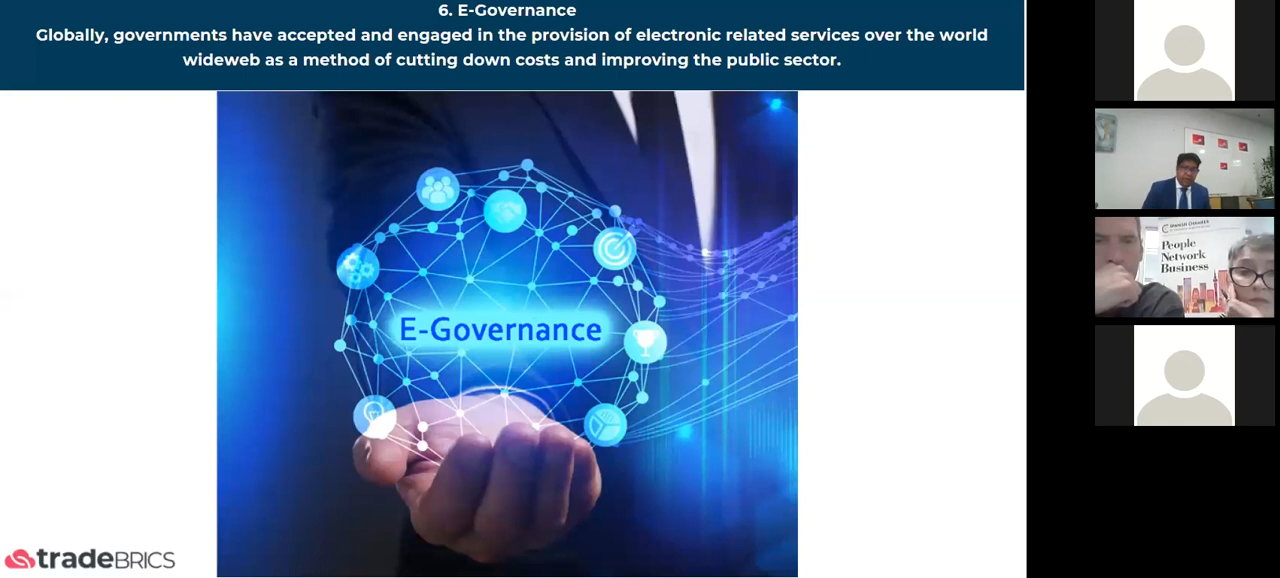 6. E-Governance
Globally, governments have accepted and engaged in the provision of electronic related services over the world
wideweb as a method of cutting down costs and improving the public sector.
E-Governance
tradeBRICS
People
Network
Business